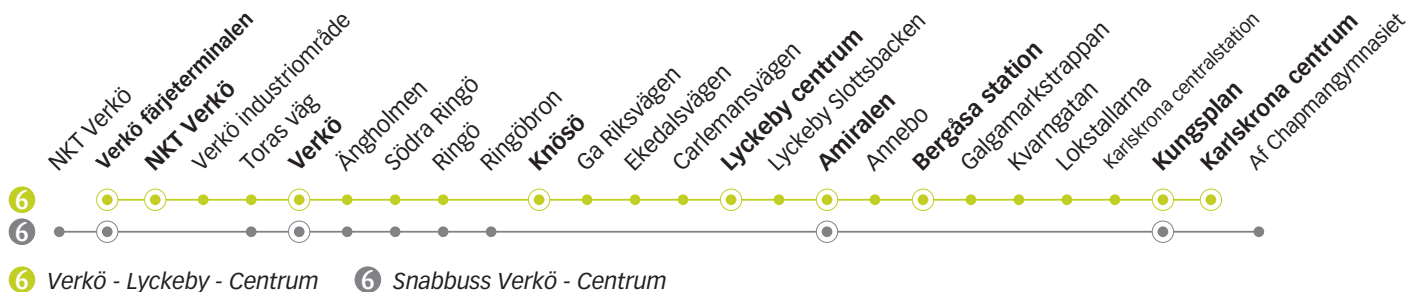 NKT Verkö
Verkö färjeterminalen
NKT Verkö
Verkö industriområde
Toras väg
Verkö
Ängholmen
Södra Ringö
Ringö
Ringöbron
Knösö
Ga Riksvägen
Ekedalsvägen
Carlemansvägen
Lyckeby centrum
Lyckeby Slottsbacken
Amiralen
Annebo
Bergåsa station
Galgamarkstrappan
Kvarngatan
Lokstallarna
Karlskrona centralstation
Kungsplan
Karlskrona centrum
Af Chapmangymnasiet
6
6
6 Verkö - Lyckeby - Centrum 6 Snabbuss Verkö - Centrum